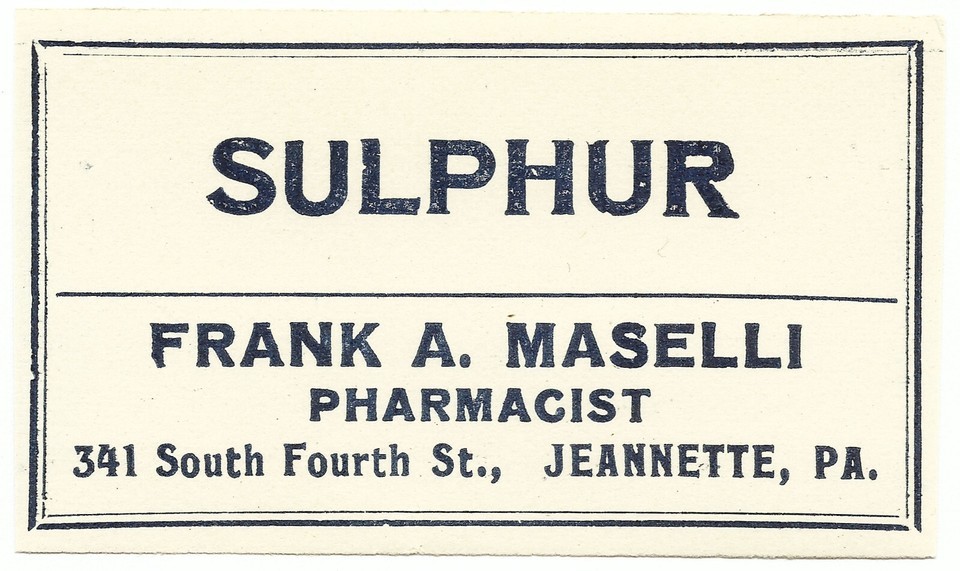 SULPHUR
FRANK A. MASELLI
PHARMACIST
341 South Fourth St., JEANNETTE, PA.